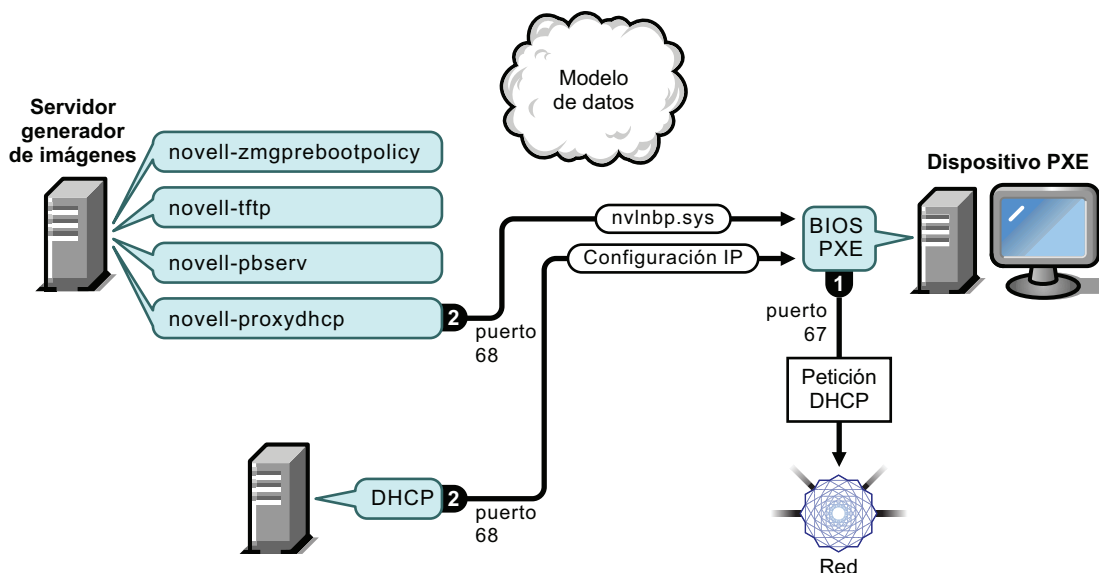 Modelo
de datos
Servidor
generador
de imágenes
novell-zmgprebootpolicy
novell-tftp
novell-pbserv
novell-proxydhcp
2
puerto
68
nvlnbp.sys
Configuración IP
Dispositivo PXE
BIOS
PXE
1
puerto
67
Petición
DHCP
DHCP
2
puerto
68
Red